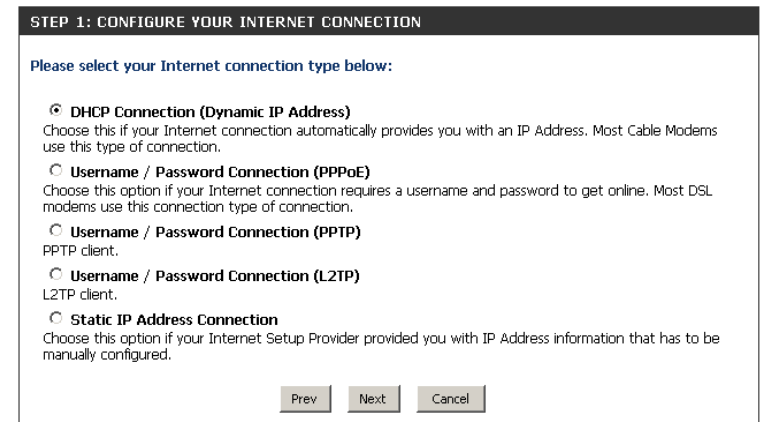 STEP 1: CONFIGURE YOUR INTERNET CONNECTION
Please select your Internet connection type below:
DHCP Connection (Dynamic IP Address)
Choose this if your Internet connection automatically provides you with an IP Address. Most Cable Modems
use this type of connection.
Username / Password Connection (PPPoE)
Choose this option if your Internet connection requires a username and password to get online. Most DSL
modems use this connection type of connection.
Username / Password Connection (PPTP)
PPTP client.
Username / Password Connection (L2TP)
L2TP client.
Static IP Address Connection
Choose this option if your Internet Setup Provider provided you with IP Address information that has to be
manually configured.
Prev Next Cancel